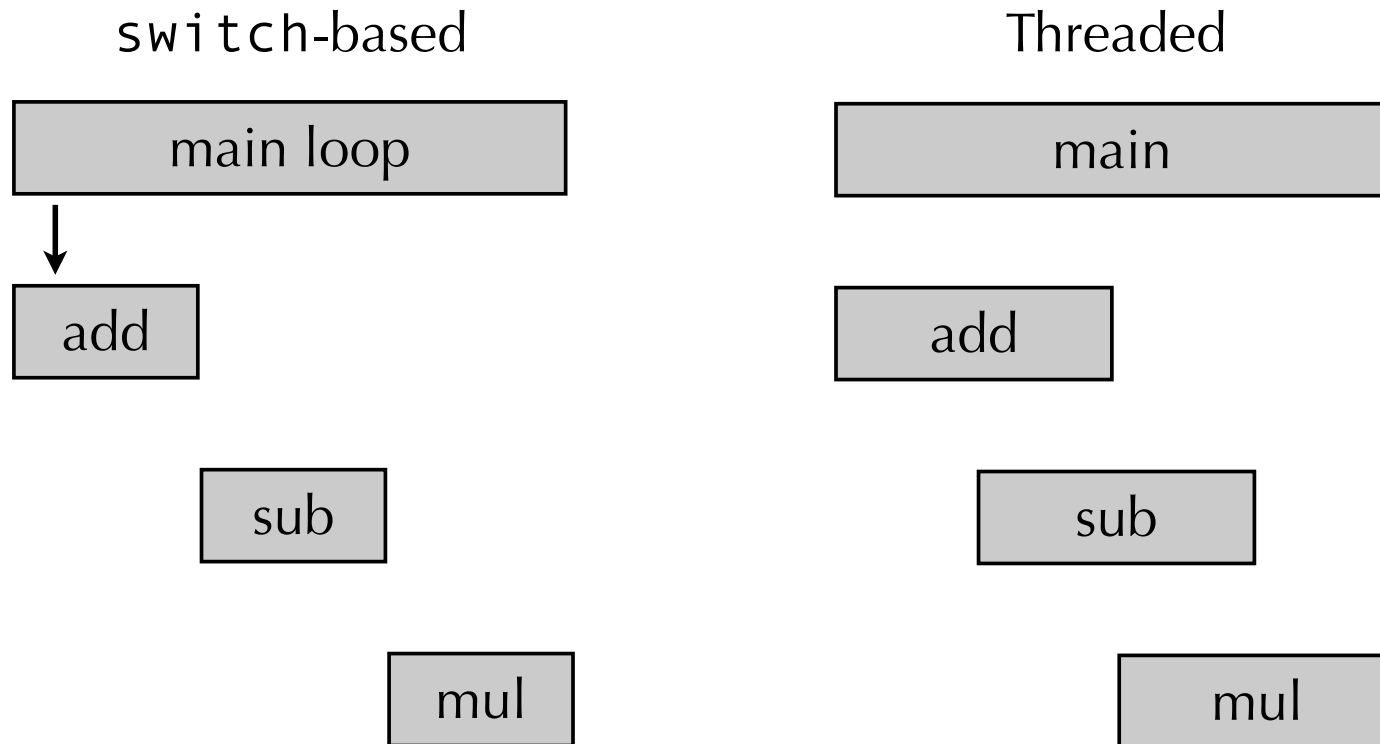 switch-based
main loop
add
sub
mul
Threaded
main
add
sub
mul